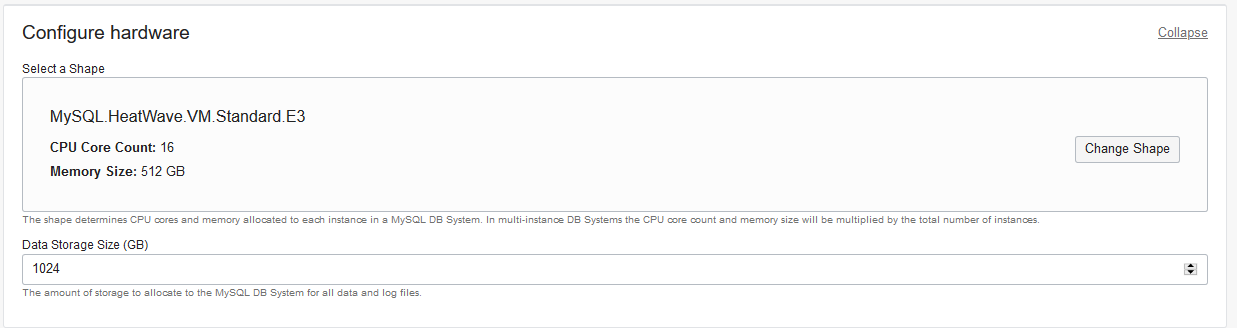 Configure hardware
Collapse
Select a Shape
MySQL.HeatWave.VM.Standard.E3
CPU Core Count: 16
Memory Size: 512 GB
Change Shape
The shape determines CPU cores and memory allocated to each instance in a MySQL DB System. In multi-instance DB Systems the CPU core count and memory size will be multiplied by the total number of instances.
Data Storage Size (GB)
1024
The amount of storage to allocate to the MySQL DB System for all data and log files.